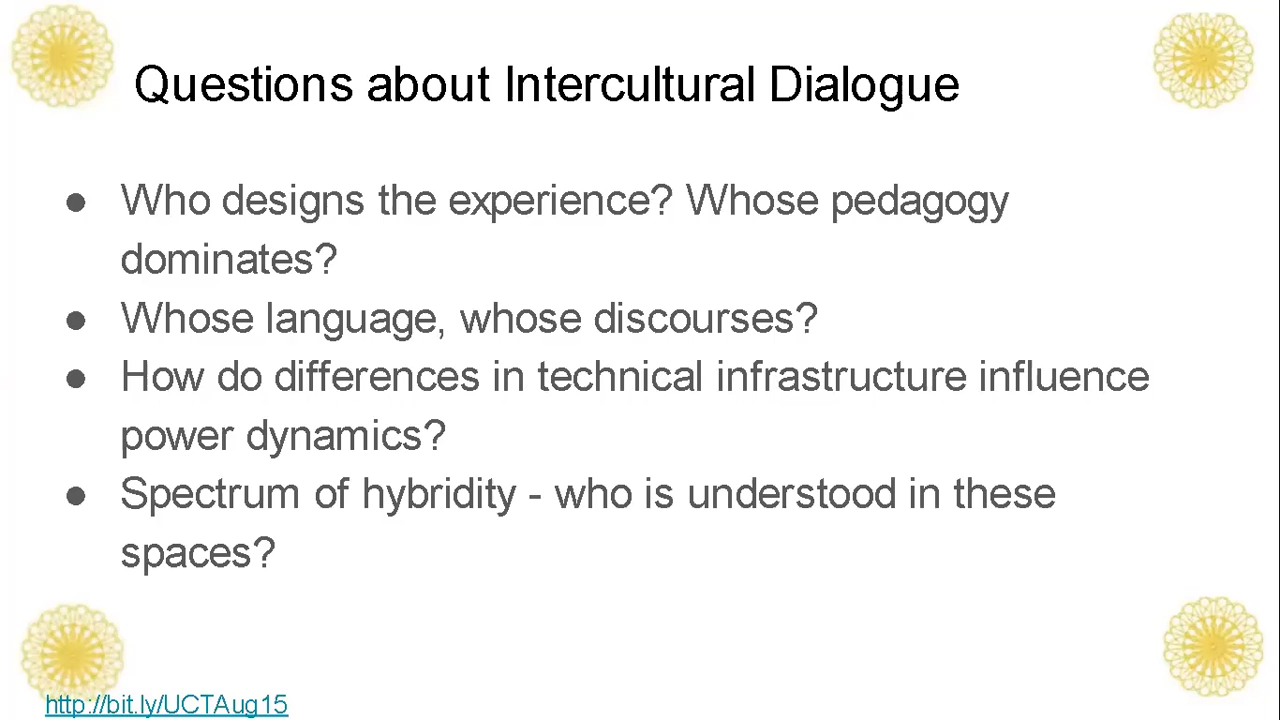 Questions about Intercultural Dialogue
● Who designs the experience? Whose pedagogy
dominates?
● Whose language, whose discourses?
● How do differences in technical infrastructure influence
power dynamics?
● Spectrum of hybridity - who is understood in these
spaces?
http://bit.ly/UCTAug15